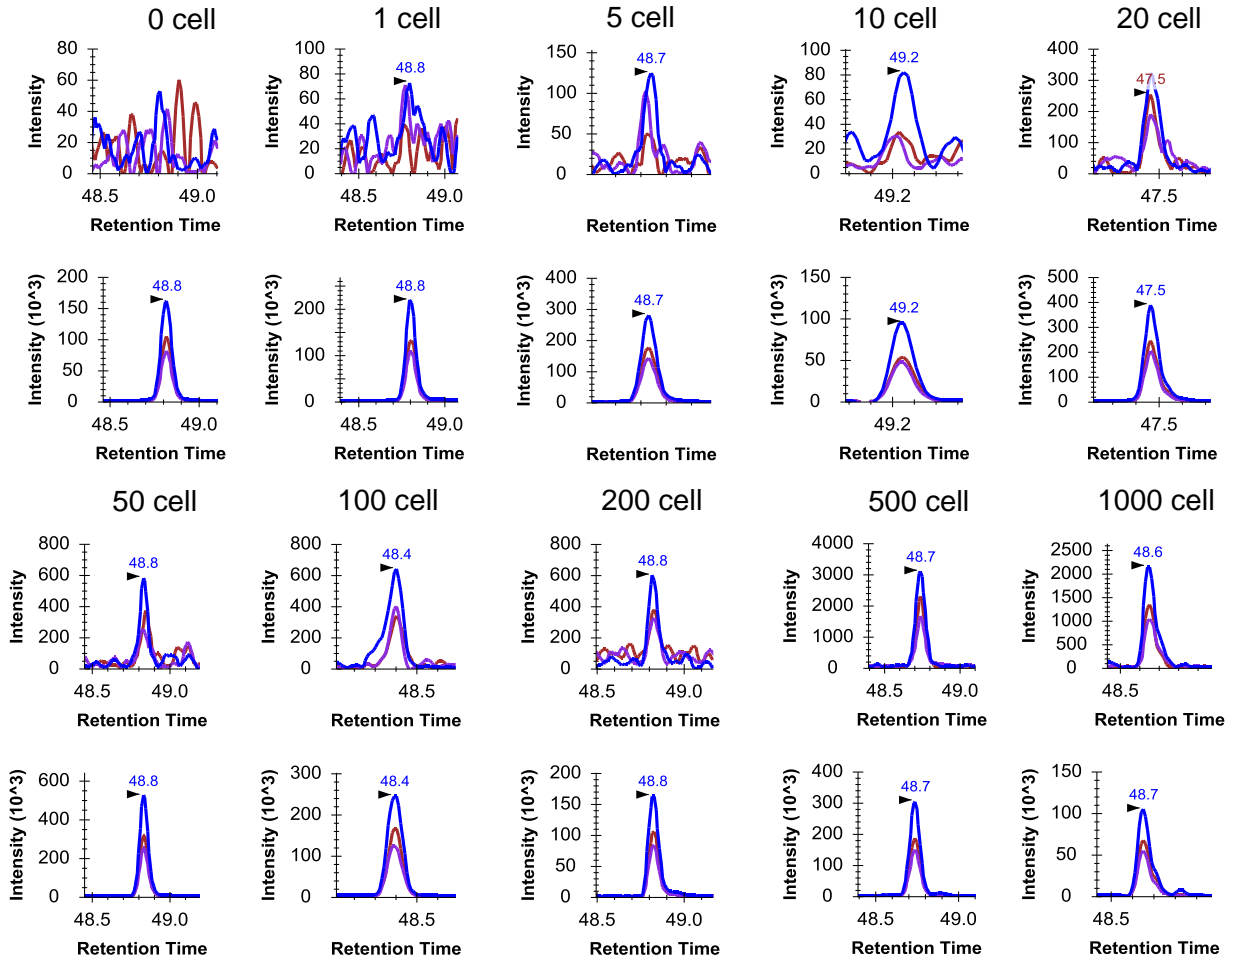 0 cell
1 cell
5 cell
10 cell
20 cell
Intensity
80
60
40
20
0
48.5
49.0
Retention Time
Intensity
100
80
60
40
20
0
48.8
48.5
49.0
Retention Time
Intensity
150
100
50
0
48.7
Retention Time
Intensity
100
80
60
40
20
0
49.2
49.2
Retention Time
Intensity
400
300
200
100
0
47.5
47.5
Retention Time
Intensity (10^3)
200
150
100
50
0
48.8
48.5
49.0
Retention Time
Intensity (10^3)
200
100
0
48.8
48.5
49.0
Retention Time
Intensity (10^3)
400
300
200
100
0
48.7
Retention Time
Intensity (10^3)
150
100
50
0
49.2
49.2
Retention Time
Intensity (10^3)
500
400
300
200
100
0
47.5
47.5
Retention Time
50 cell
100 cell
200 cell
500 cell
1000 cell
Intensity
800
600
400
200
0
48.8
48.5
49.0
Retention Time
Intensity
800
600
400
200
0
48.4
48.5
Retention Time
Intensity
800
600
400
200
0
48.8
48.5
49.0
Retention Time
Intensity
4000
3000
2000
1000
0
48.7
48.5
49.0
Retention Time
Intensity
2500
2000
1500
1000
500
0
48.6
48.5
Retention Time
Intensity (10^3)
600
400
200
0
48.8
48.5
49.0
Retention Time
Intensity (10^3)
300
200
100
0
48.4
48.5
Retention Time
Intensity (10^3)
200
150
100
50
0
48.8
48.5
49.0
Retention Time
Intensity (10^3)
400
300
200
100
0
48.7
48.5
49.0
Retention Time
Intensity (10^3)
150
100
50
0
48.7
48.5
Retention Time